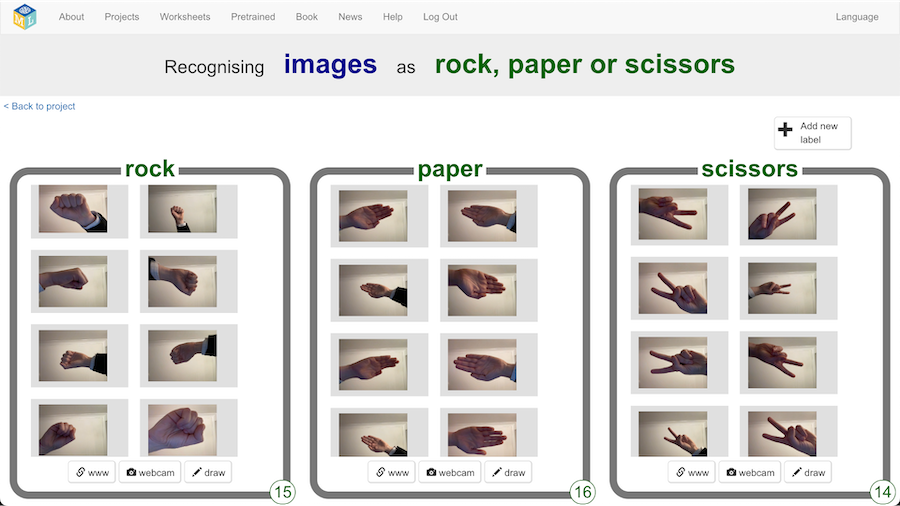 About Projects Worksheets Pretrained Book News Help Log Out Language
Recognising images as rock, paper or scissors
< Back to project
Add new
label
rock paper scissors
www webcam draw www webcam draw www webcam draw
15 16 14